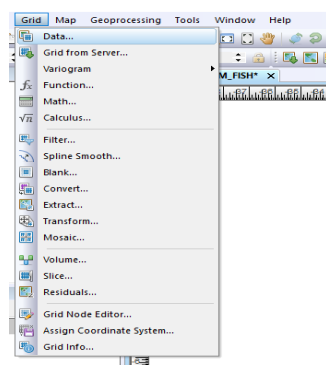 Grid Map Geoprocessing Tools Window Help
Data...
Grid from Server...
Variogram
M_FISH* ×
fx Function...
Math...
√n Calculus...
Filter...
Spline Smooth...
Blank...
Convert...
Extract...
Transform...
Mosaic...
Volume...
Slice...
Residuals...
Grid Node Editor...
Assign Coordinate System...
Grid Info...